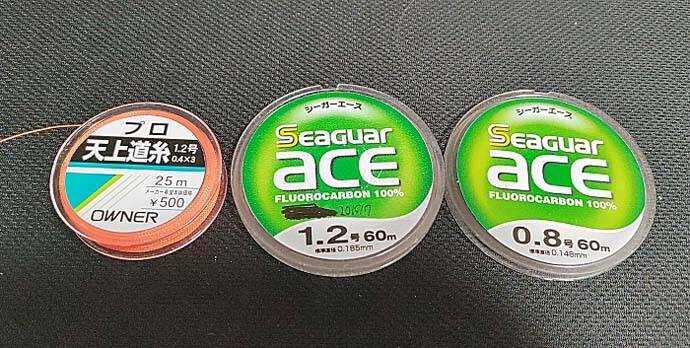 プロ
天上道糸 1.2号
0.4×3
25m
メーカー希望本体価格
¥500
OWNER
シーガーエース
Seaguar
ace
FLUOROCARBON 100%
1.2号 60m
標準直径 0.185mm
シーガーエース
Seaguar
ace
FLUOROCARBON 100%
0.8号 60m
標準直径 0.148mm